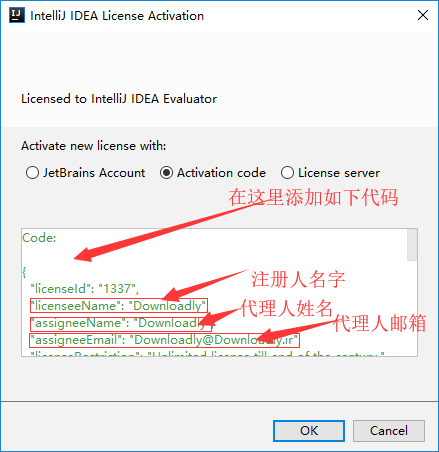 IntelliJ IDEA License Activation
Licensed to IntelliJ IDEA Evaluator
Activate new license with:
JetBrains Account Activation code License server
在这里添加如下代码
Code:
{
"licenseId": "1337",
注册人名字
"licenseeName": "Downloadly",
代理人姓名
"assigneeName": "Downloadly",
代理人邮箱
"assigneeEmail": "Downloadly@Downloadly.ir"
"licenseRestriction": "Unlimited license till end of the century."
OK Cancel